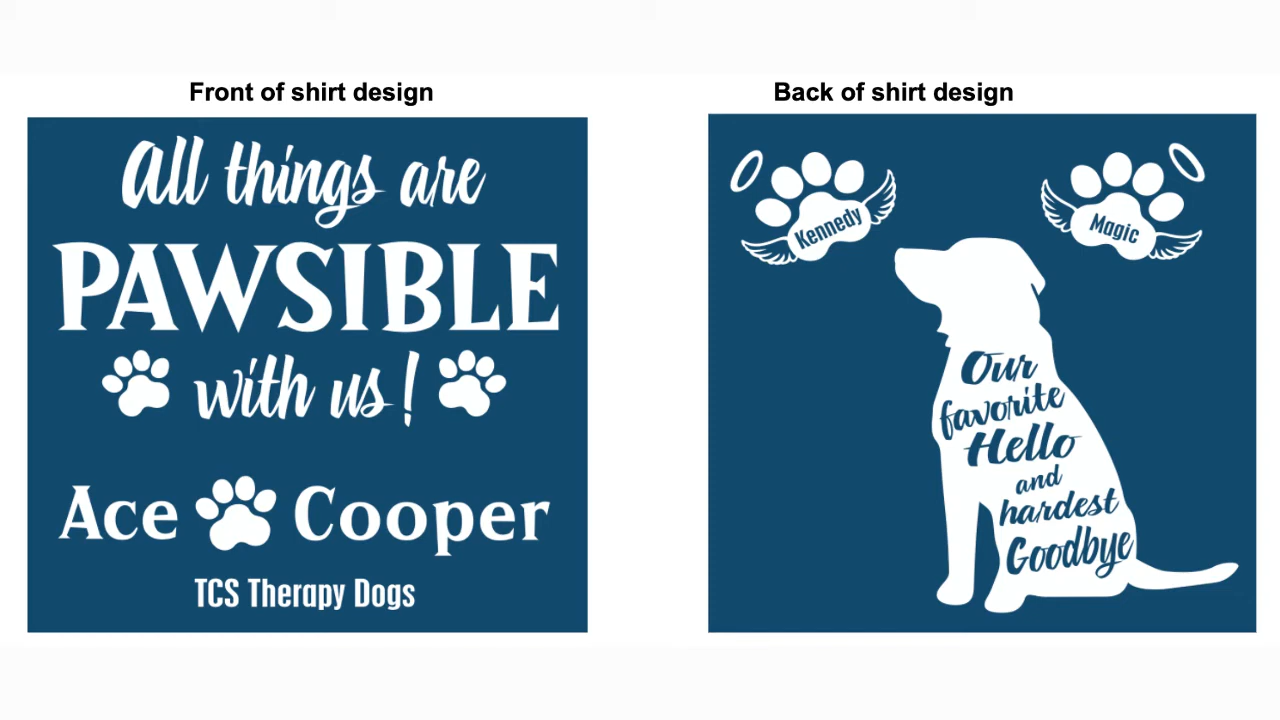 Front of shirt design
All things are
PAWSIBLE
with us!
Ace Cooper
TCS Therapy Dogs
Back of shirt design
Kennedy
Magic
Our
favorite
Hello
and
hardest
Goodbye